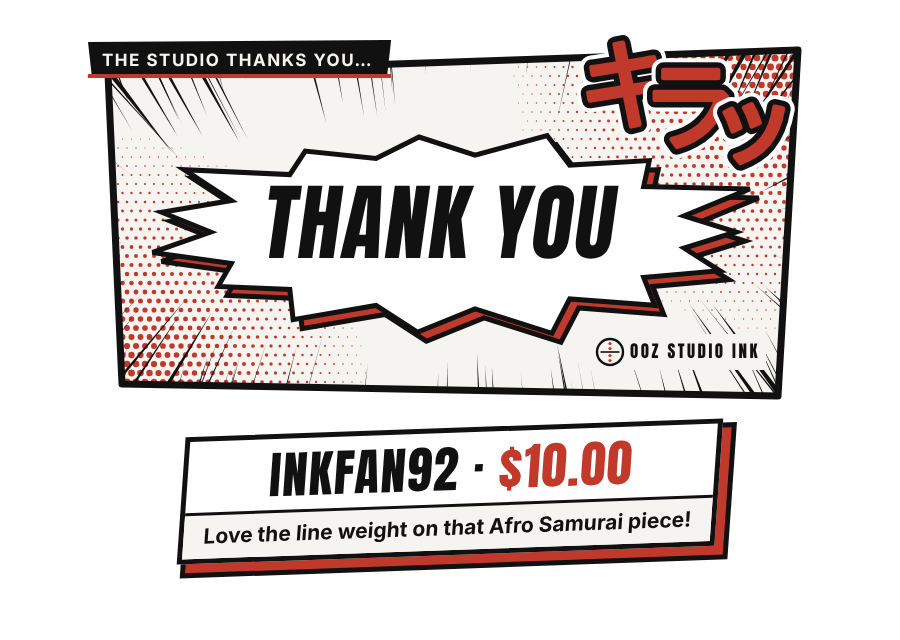 THE STUDIO THANKS YOU...
キラッ
THANK YOU
OOZ STUDIO INK
INKFAN92 · $10.00
Love the line weight on that Afro Samurai piece!